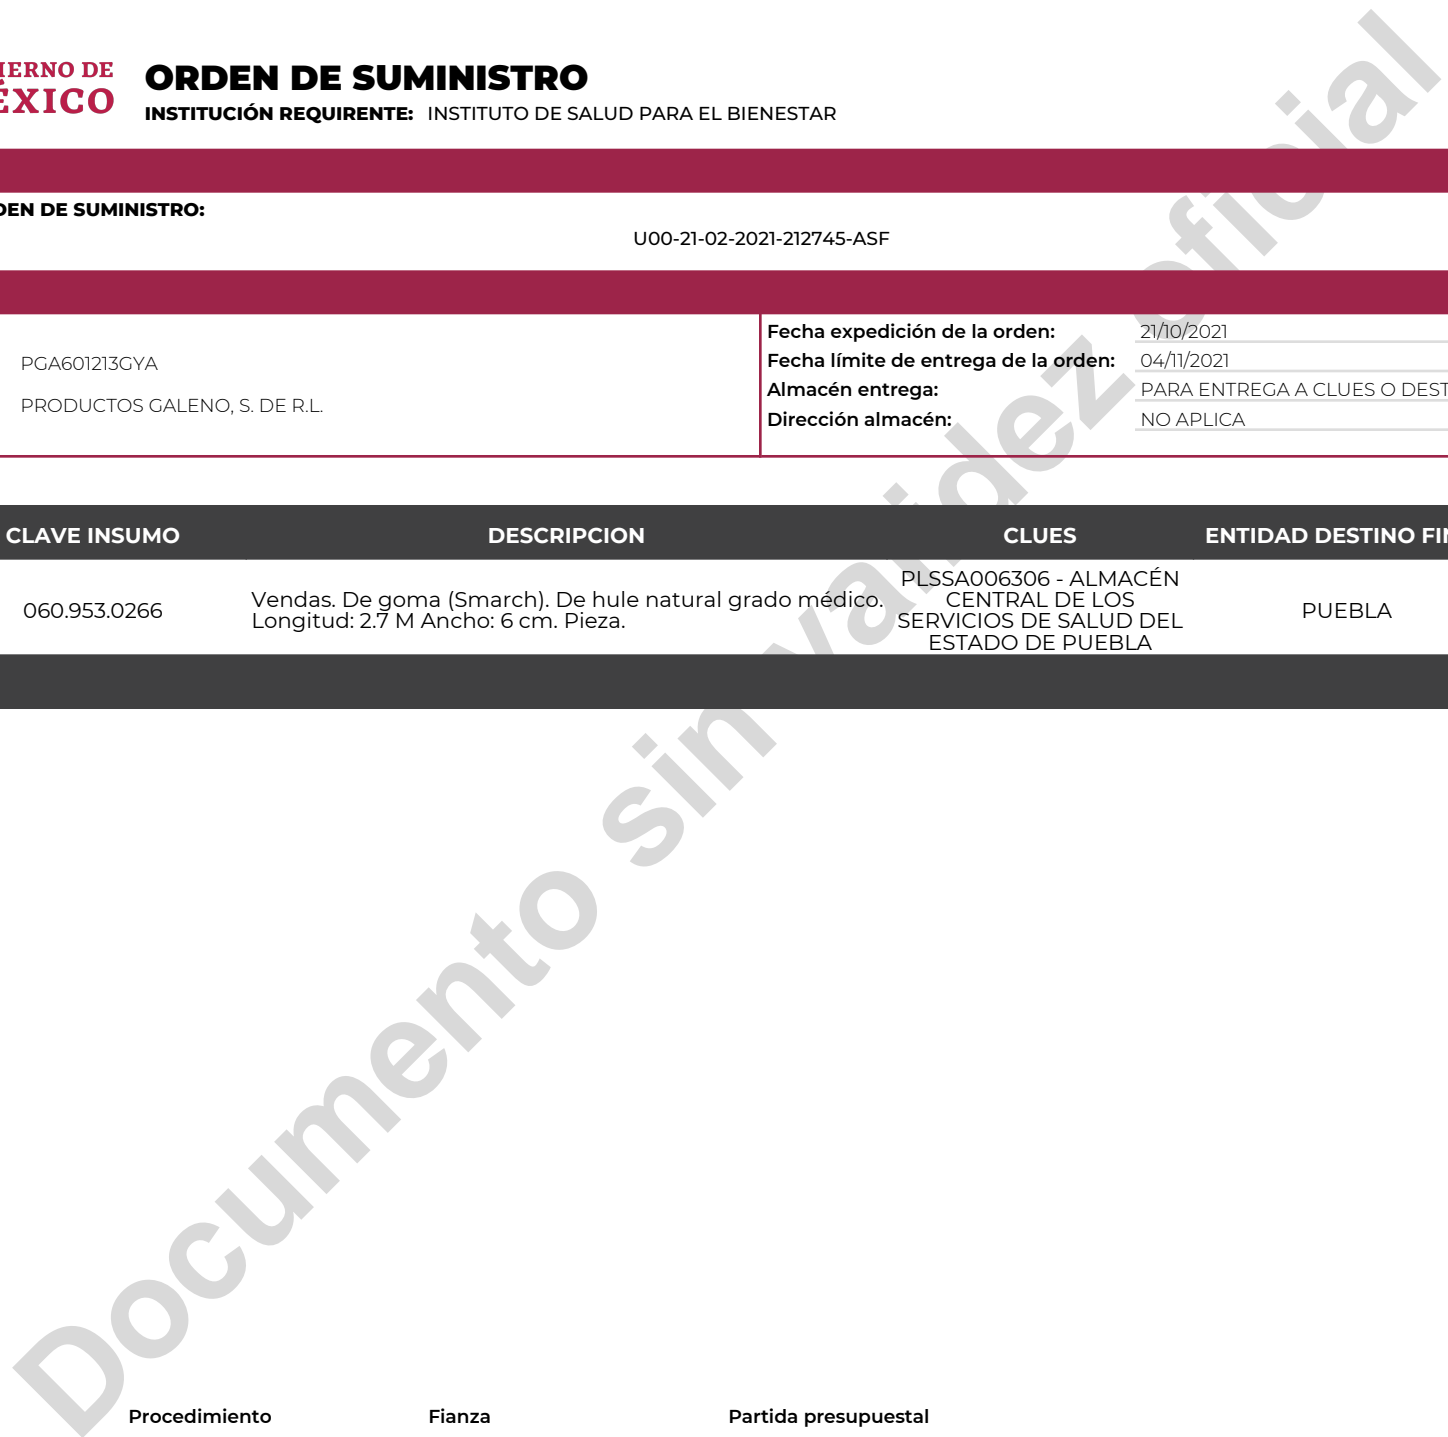 IERNO DE
ÉXICO
ORDEN DE SUMINISTRO
INSTITUCIÓN REQUIRENTE: INSTITUTO DE SALUD PARA EL BIENESTAR
DEN DE SUMINISTRO:
U00-21-02-2021-212745-ASF
PGA601213GYA
PRODUCTOS GALENO, S. DE R.L.
Fecha expedición de la orden: 21/10/2021
Fecha límite de entrega de la orden: 04/11/2021
Almacén entrega: PARA ENTREGA A CLUES O DEST
Dirección almacén: NO APLICA
CLAVE INSUMO DESCRIPCION CLUES ENTIDAD DESTINO FIN
060.953.0266
Vendas. De goma (Smarch). De hule natural grado médico.
Longitud: 2.7 M Ancho: 6 cm. Pieza.
PLSSA006306 - ALMACÉN
CENTRAL DE LOS
SERVICIOS DE SALUD DEL
ESTADO DE PUEBLA
PUEBLA
Documento sin validez oficial
Procedimiento Fianza Partida presupuestal